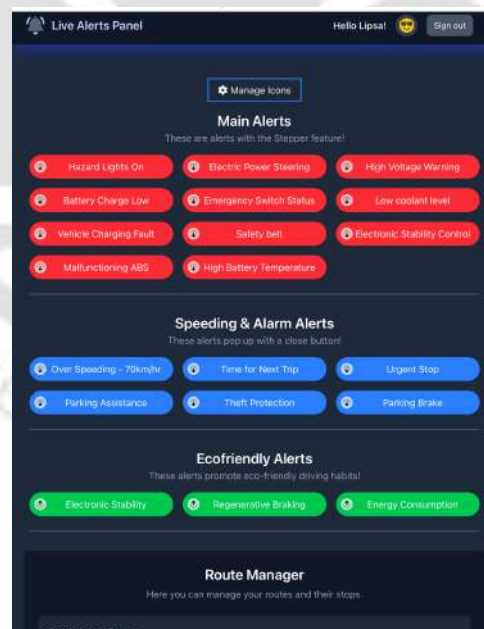 Live Alerts Panel
Hello Lipsa!
Sign out
Manage Icons
Main Alerts
These are alerts with the Stepper feature!
Hazard Lights On
Electric Power Steering
High Voltage Warning
Battery Charge Low
Emergency Switch Status
Low coolant level
Vehicle Charging Fault
Safety belt
Electronic Stability Control
Malfunctioning ABS
High Battery Temperature
Speeding & Alarm Alerts
These alerts pop up with a close button!
Over Speeding - 70km/hr
Time for Next Trip
Urgent Stop
Parking Assistance
Theft Protection
Parking Brake
Ecofriendly Alerts
These alerts promote eco-friendly driving habits!
Electronic Stability
Regenerative Braking
Energy Consumption
Route Manager
Here you can manage your routes and their stops.